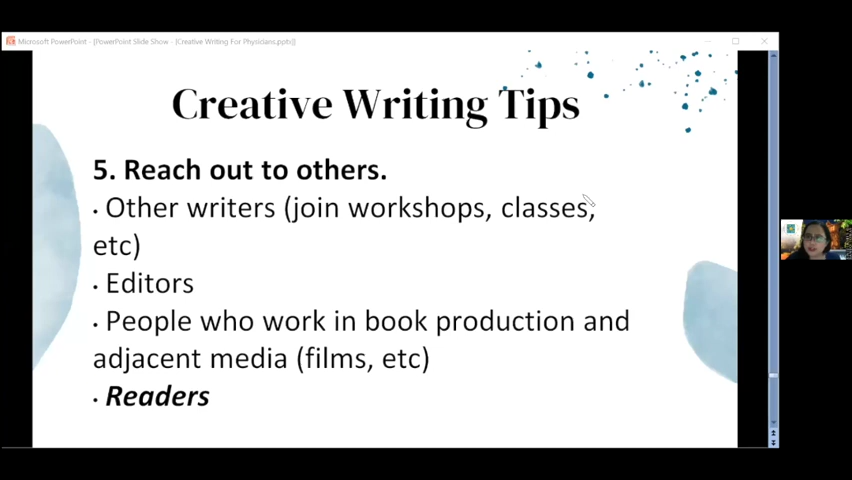 Microsoft PowerPoint - [PowerPoint Slide Show - [Creative Writing For Physicians.pptx]
Creative Writing Tips
5. Reach out to others.
· Other writers (join workshops, classes,
etc)
· Editors
· People who work in book production and
adjacent media (films, etc)
· Readers